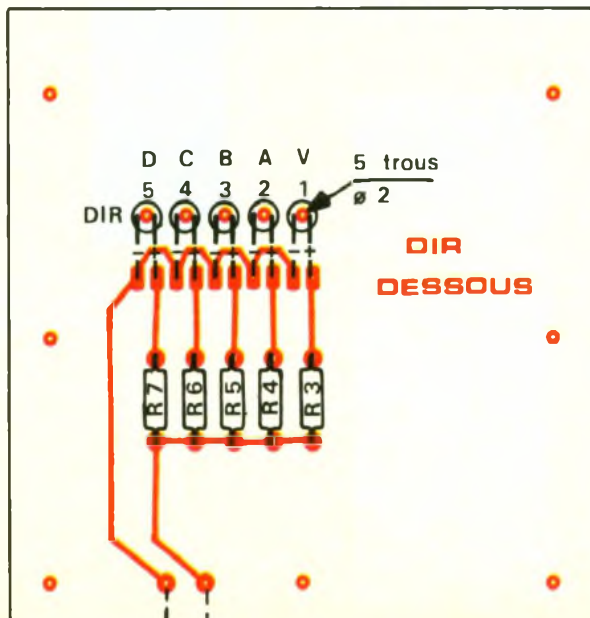 D C B A V
5 trous
5 4 3 2 1
ø 2
DIR
DIR
DESSOUS
- + - + - + - + - +
R7 R6 R5 R4 R3